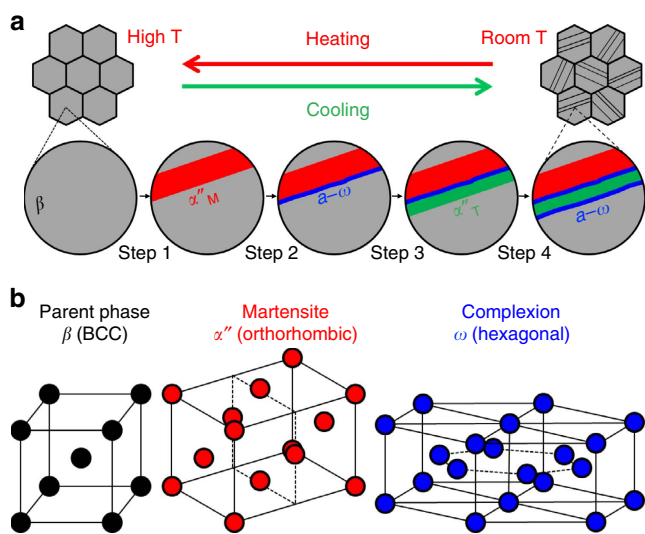 a
High T
Heating
Room T
Cooling
β
α″ M
a–ω
α″ T
a–ω
Step 1
Step 2
Step 3
Step 4
b
Parent phase
β (BCC)
Martensite
α″ (orthorhombic)
Complexion
ω (hexagonal)